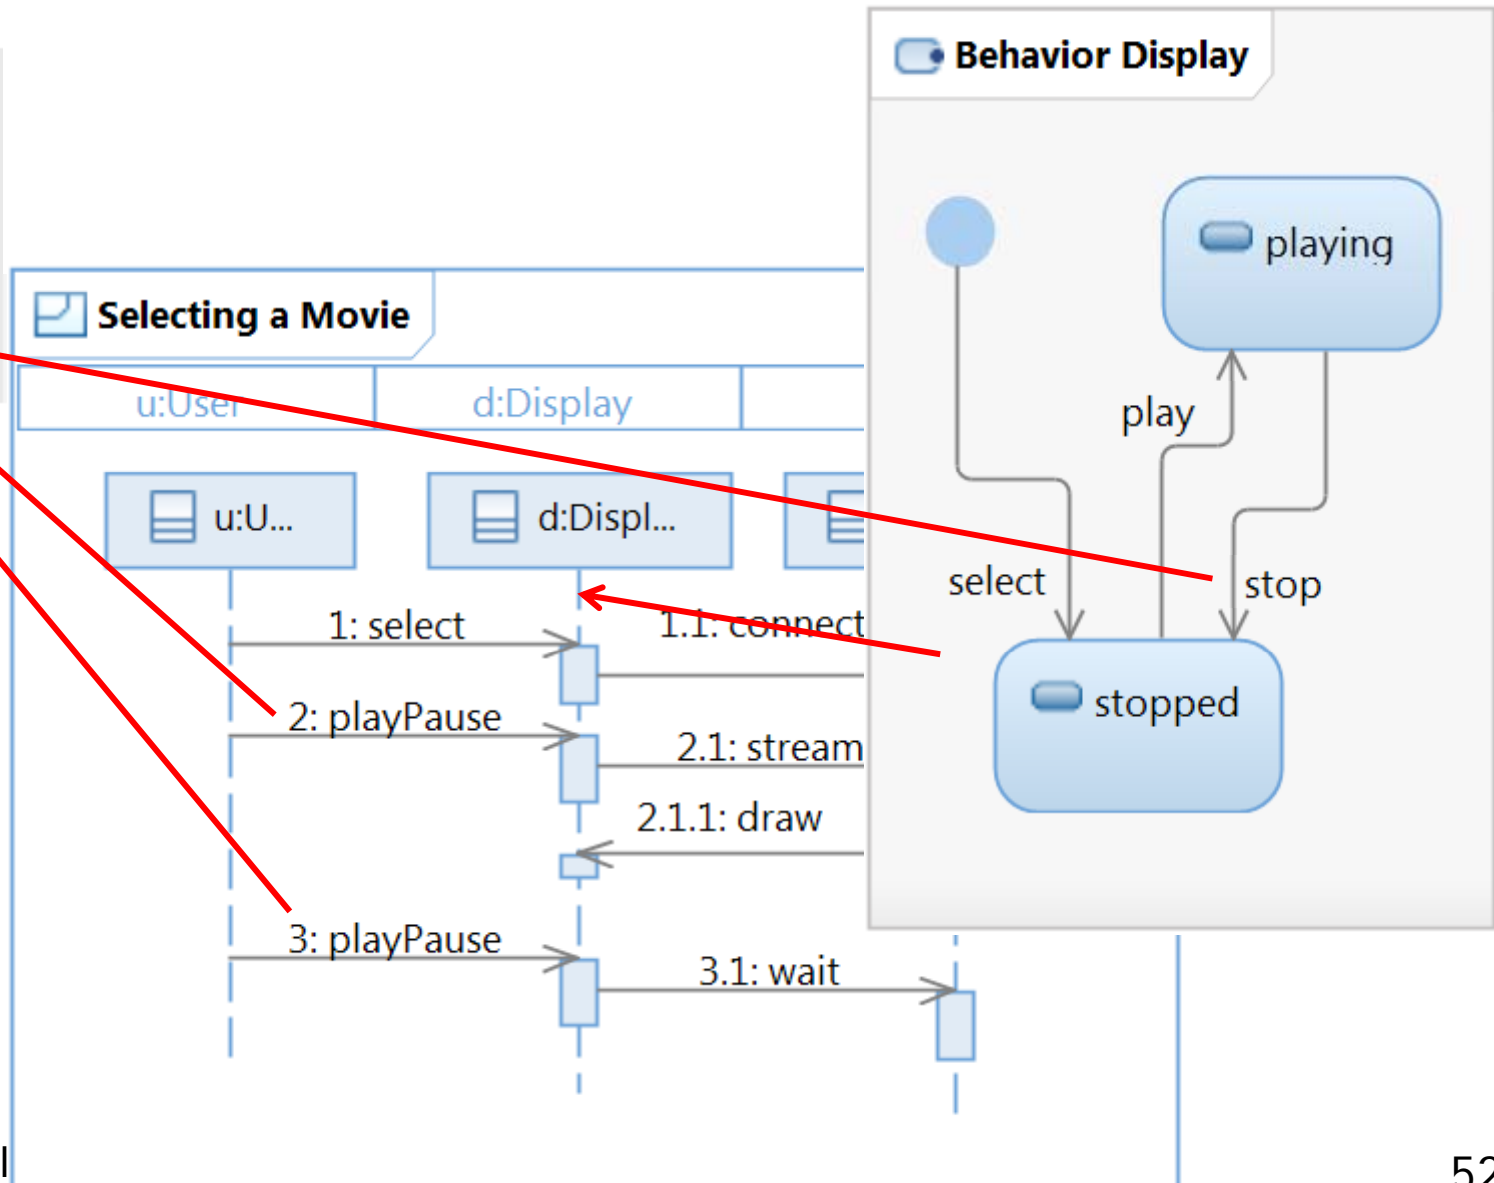 Behavior Display
playing
play
select
stop
stopped
Selecting a Movie
u:User
d:Display
u:U...
d:Displ...
1: select
1.1: connect
2: playPause
2.1: stream
2.1.1: draw
3: playPause
3.1: wait
52